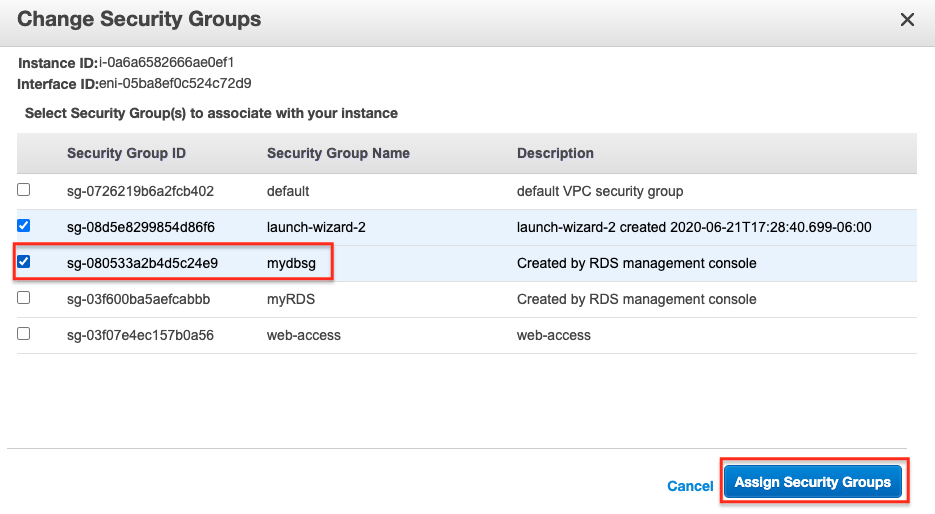 Change Security Groups
Instance ID:i-0a6a6582666ae0ef1
Interface ID:eni-05ba8ef0c524c72d9
Select Security Group(s) to associate with your instance
Security Group ID Security Group Name Description
sg-0726219b6a2fcb402 default default VPC security group
sg-08d5e8299854d86f6 launch-wizard-2 launch-wizard-2 created 2020-06-21T17:28:40.699-06:00
sg-080533a2b4d5c24e9 mydbsg Created by RDS management console
sg-03f600ba5aefcabbb myRDS Created by RDS management console
sg-03f07e4ec157b0a56 web-access web-access
Cancel Assign Security Groups